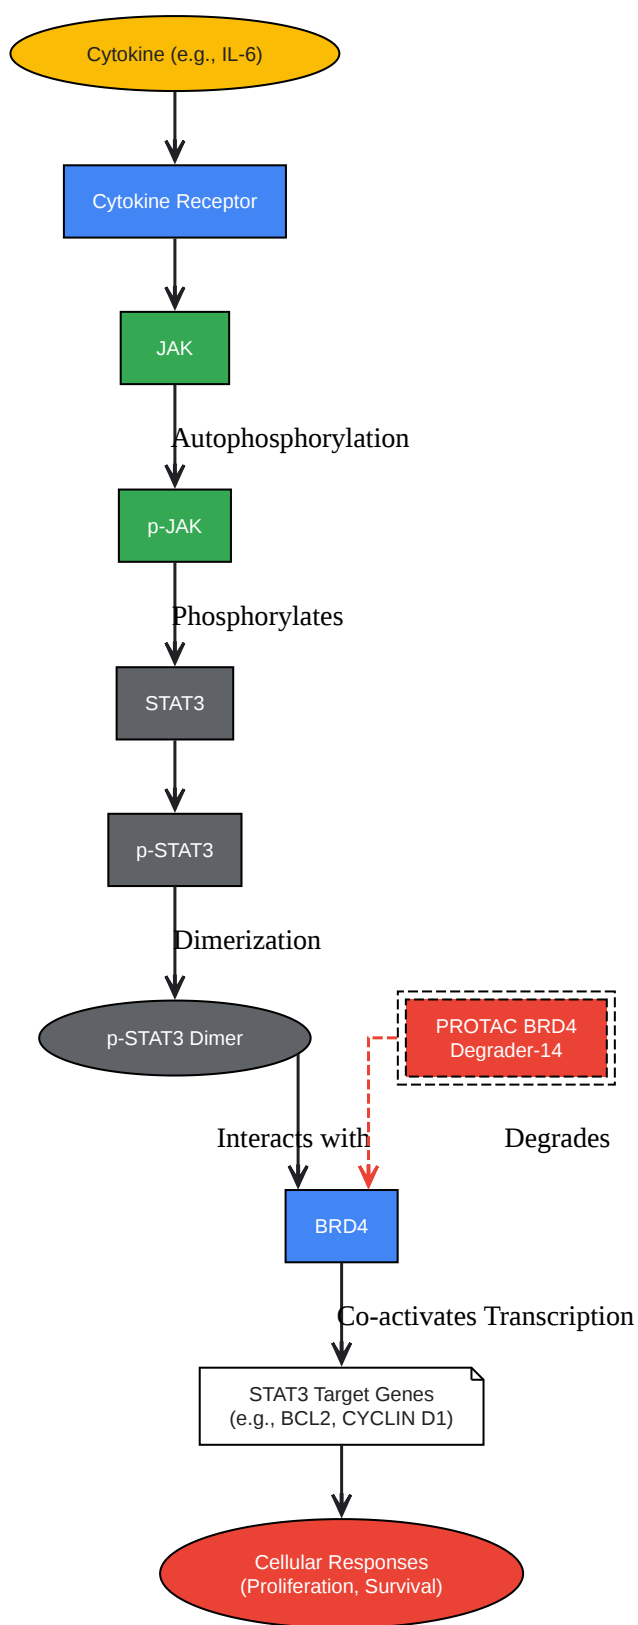 Cytokine (e.g., IL-6)
Cytokine Receptor
JAK
Autophosphorylation
p-JAK
Phosphorylates
STAT3
p-STAT3
Dimerization
PROTAC BRD4
Degrader-14
p-STAT3 Dimer
Interacts with
Degrades
BRD4
Co-activates Transcription
STAT3 Target Genes
(e.g., BCL2, CYCLIN D1)
Cellular Responses
(Proliferation, Survival)